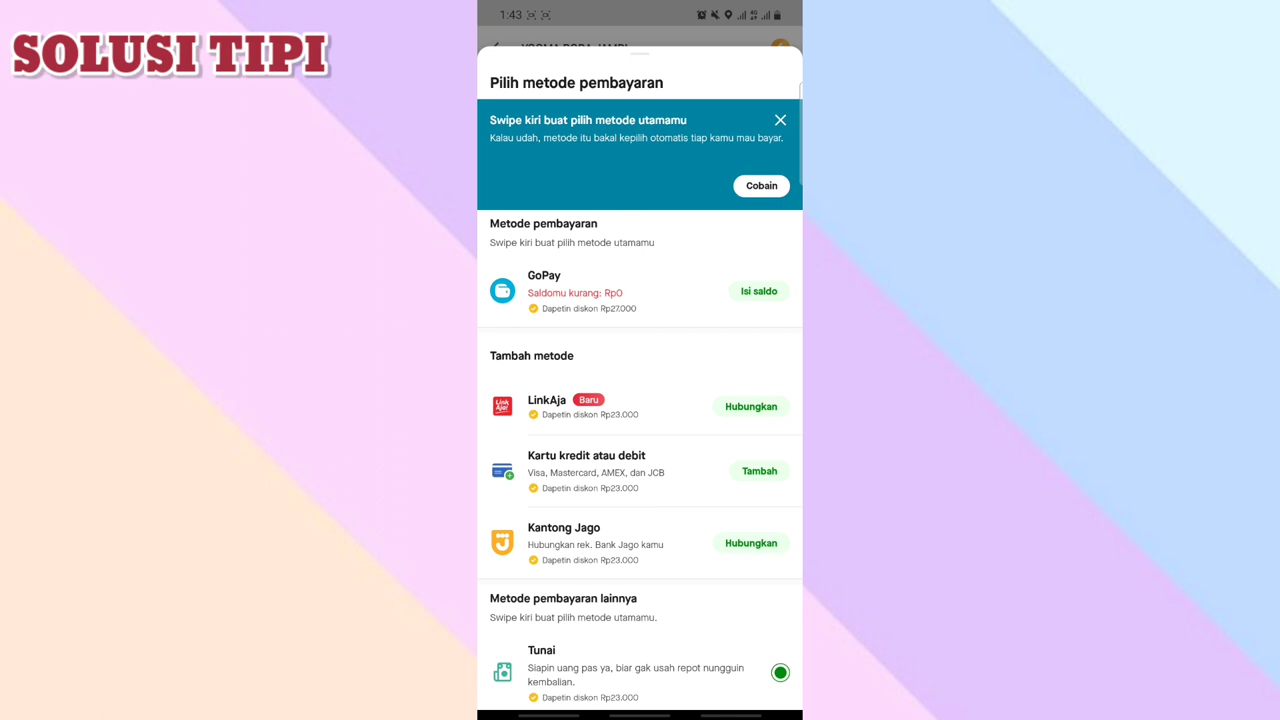 SOLUSI TIPI
1:43
Pilih metode pembayaran
Swipe kiri buat pilih metode utamamu
Kalau udah, metode itu bakal kepilih otomatis tiap kamu mau bayar.
Cobain
Metode pembayaran
Swipe kiri buat pilih metode utamamu
GoPay
Saldomu kurang: Rp0
Isi saldo
Dapetin diskon Rp27.000
Tambah metode
LinkAja Baru
Link Aja!
Hubungkan
Dapetin diskon Rp23.000
Kartu kredit atau debit
Visa, Mastercard, AMEX, dan JCB
Tambah
Dapetin diskon Rp23.000
Kantong Jago
Hubungkan rek. Bank Jago kamu
Hubungkan
Dapetin diskon Rp23.000
Metode pembayaran lainnya
Swipe kiri buat pilih metode utamamu.
Tunai
Siapin uang pas ya, biar gak usah repot nungguin
kembalian.
Dapetin diskon Rp23.000